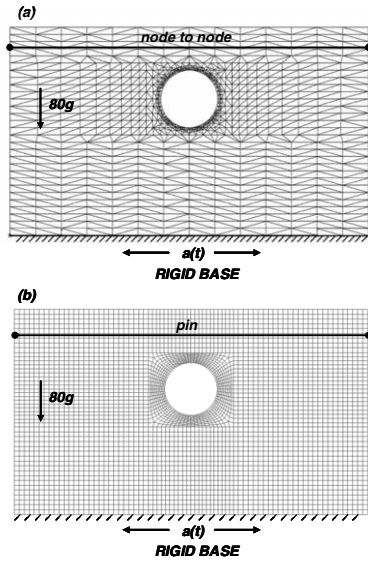 (a)
node to node
80g
a(t)
RIGID BASE
(b)
pin
80g
a(t)
RIGID BASE